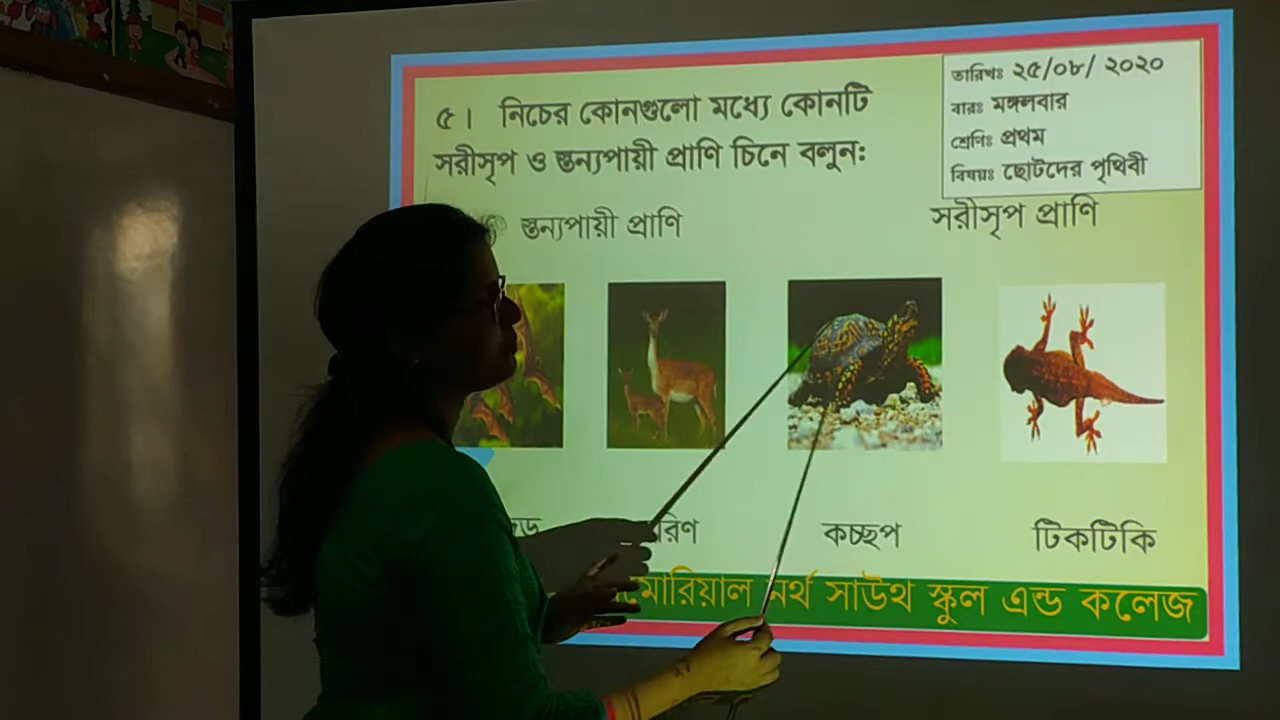 ৫। নিচের কোনগুলো মধ্যে কোনটি
সরীসৃপ ও স্তন্যপায়ী প্রাণি চিনে বলুন:
তারিখঃ ২৫/০৮/ ২০২০
বারঃ মঙ্গলবার
শ্রেণিঃ প্রথম
বিষয়ঃ ছোটদের পৃথিবী
স্তন্যপায়ী প্রাণি
সরীসৃপ প্রাণি
কচ্ছপ
টিকটিকি
নর্থ সাউথ স্কুল এন্ড কলেজ